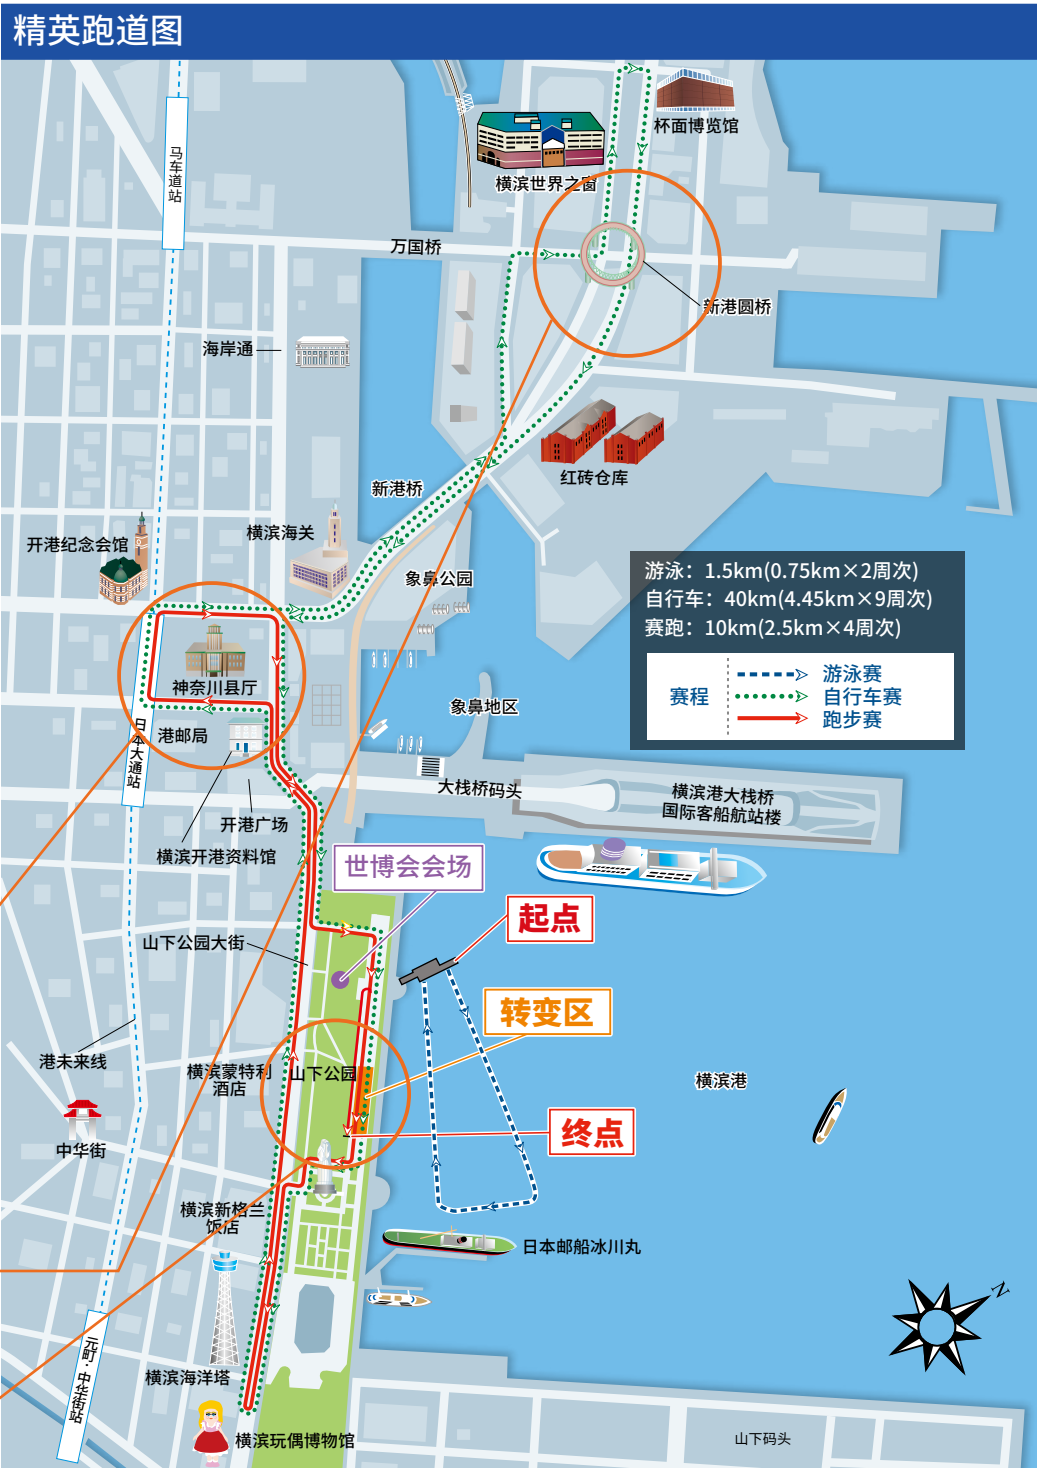 精英跑道图
杯面博览馆
马车道站
横滨世界之窗
万国桥
新港圆桥
海岸通
红砖仓库
新港桥
横滨海关
开港纪念会馆
象鼻公园
游泳：1.5km(0.75km×2周次)
自行车：40km(4.45km×9周次)
赛跑：10km(2.5km×4周次)
赛程
游泳赛
自行车赛
跑步赛
神奈川县厅
象鼻地区
港邮局
日本大通站
大栈桥码头
横滨港大栈桥
国际客船航站楼
开港广场
横滨开港资料馆
世博会会场
起点
山下公园大街
转变区
港未来线
横滨蒙特利
酒店
山下公园
横滨港
终点
中华街
横滨新格兰
饭店
日本邮船冰川丸
N
元町·中华街站
横滨海洋塔
横滨玩偶博物馆
山下码头